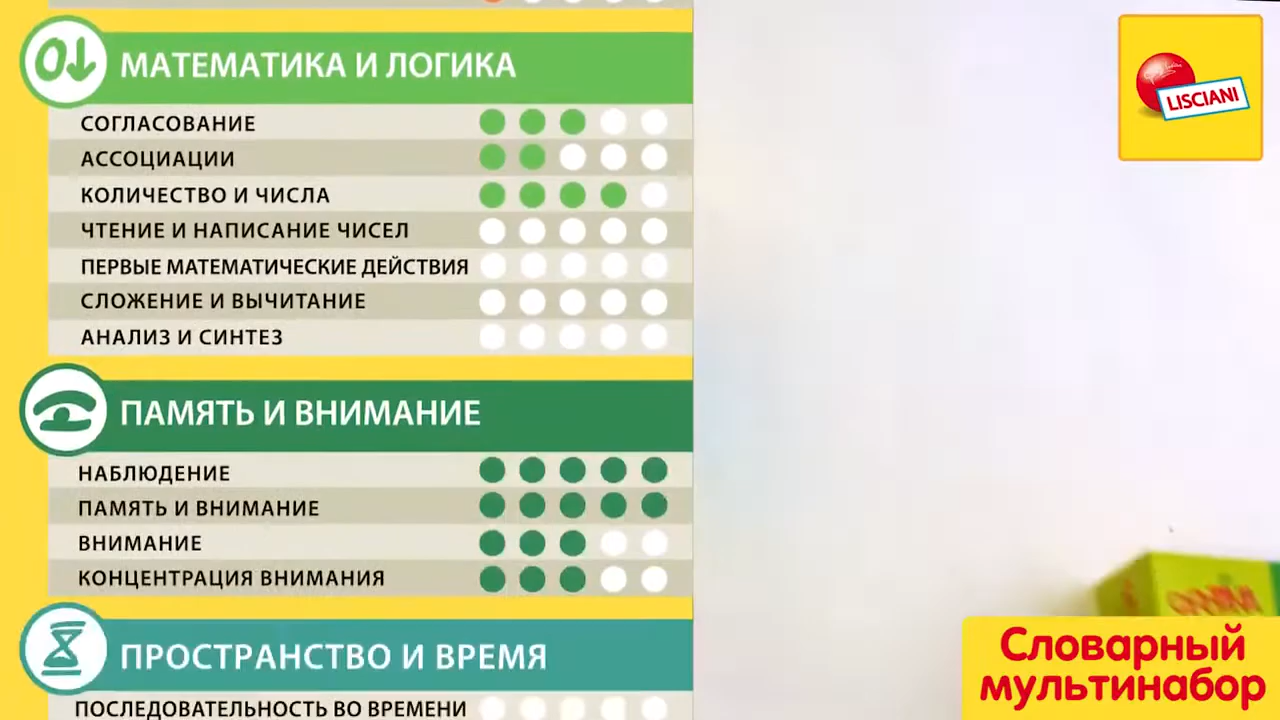 МАТЕМАТИКА И ЛОГИКА
СОГЛАСОВАНИЕ
АССОЦИАЦИИ
КОЛИЧЕСТВО И ЧИСЛА
ЧТЕНИЕ И НАПИСАНИЕ ЧИСЕЛ
ПЕРВЫЕ МАТЕМАТИЧЕСКИЕ ДЕЙСТВИЯ
СЛОЖЕНИЕ И ВЫЧИТАНИЕ
АНАЛИЗ И СИНТЕЗ
ПАМЯТЬ И ВНИМАНИЕ
НАБЛЮДЕНИЕ
ПАМЯТЬ И ВНИМАНИЕ
ВНИМАНИЕ
КОНЦЕНТРАЦИЯ ВНИМАНИЯ
ПРОСТРАНСТВО И ВРЕМЯ
ПОСЛЕДОВАТЕЛЬНОСТЬ ВО ВРЕМЕНИ
LISCIANI
Словарный
мультинабор